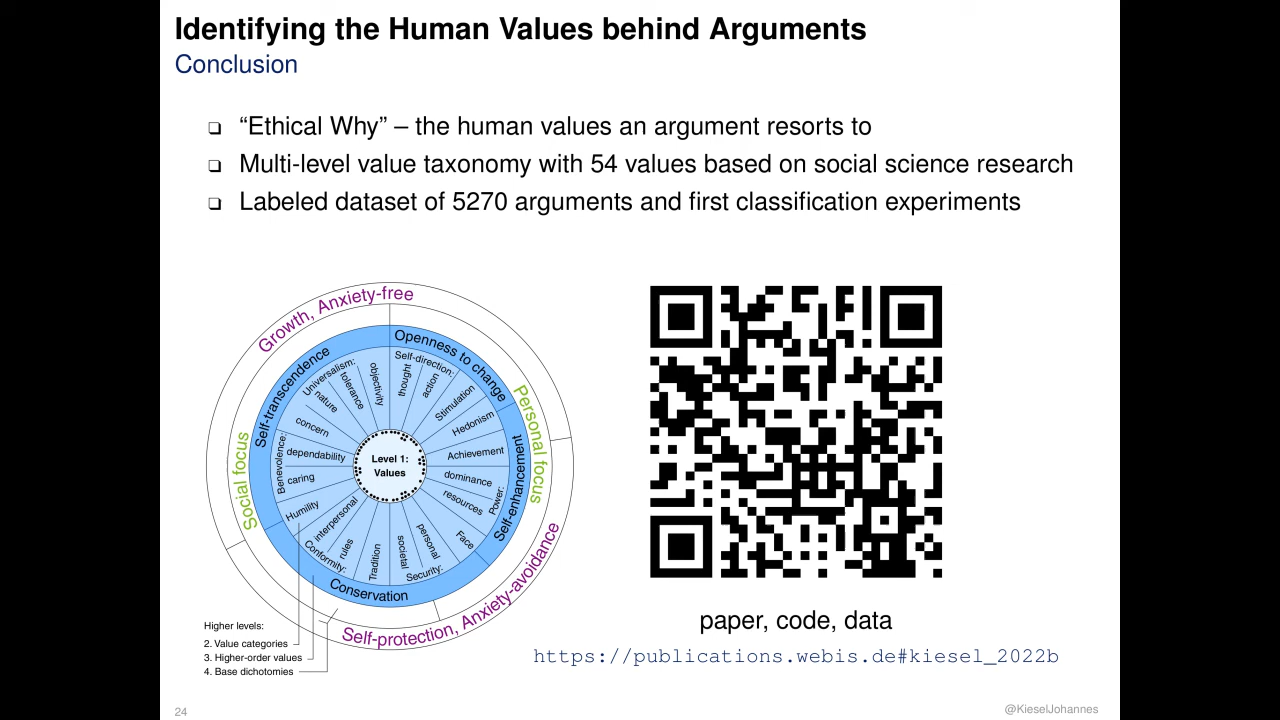 Identifying the Human Values behind Arguments
Conclusion
❏ “Ethical Why” – the human values an argument resorts to
❏ Multi-level value taxonomy with 54 values based on social science research
❏ Labeled dataset of 5270 arguments and first classification experiments
Growth, Anxiety-free
Self-transcendence
Openness to change
Social focus
Personal focus
Self-enhancement
Conservation
Self-protection, Anxiety-avoidance
Self-direction:
thought
action
Stimulation
Hedonism
Achievement
Power:
dominance
resources
Face
Security:
personal
societal
Tradition
Conformity:
rules
interpersonal
Humility
Benevolence:
caring
dependability
Universalism:
concern
nature
tolerance
objectivity
Level 1:
Values
Higher levels:
2. Value categories
3. Higher-order values
4. Base dichotomies
paper, code, data
https://publications.webis.de#kiesel_2022b
24
@KieselJohannes